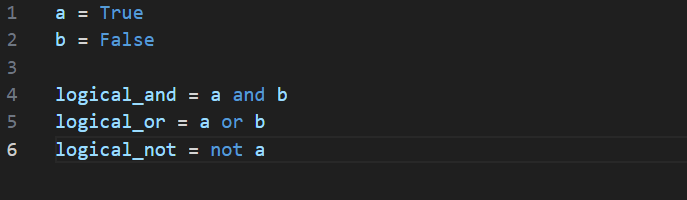 1 a = True
2 b = False
3
4 logical_and = a and b
5 logical_or = a or b
6 logical_not = not a